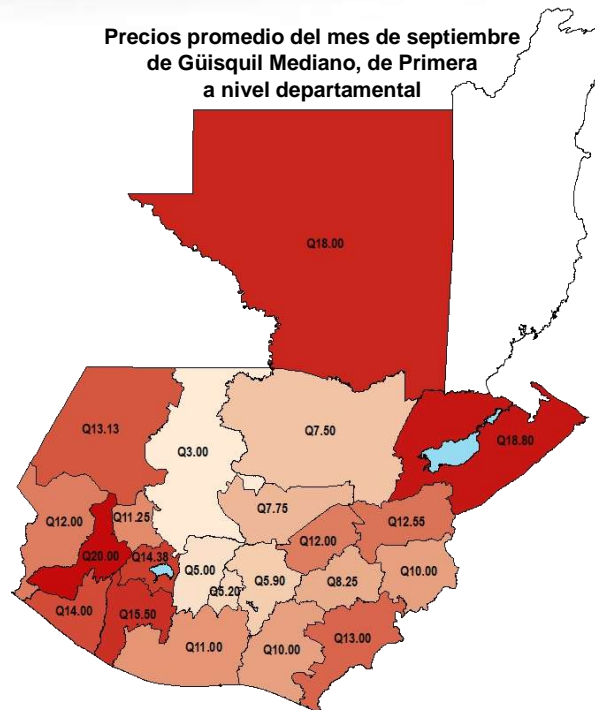 Precios promedio del mes de septiembre
de Güisquil Mediano, de Primera
a nivel departamental
Q18.00
Q13.13
Q3.00
Q7.50
Q18.80
Q12.00
Q11.25
Q7.75
Q12.55
Q20.00
Q14.38
Q12.00
Q5.00
Q5.20
Q5.90
Q8.25
Q10.00
Q14.00
Q15.50
Q11.00
Q10.00
Q13.00